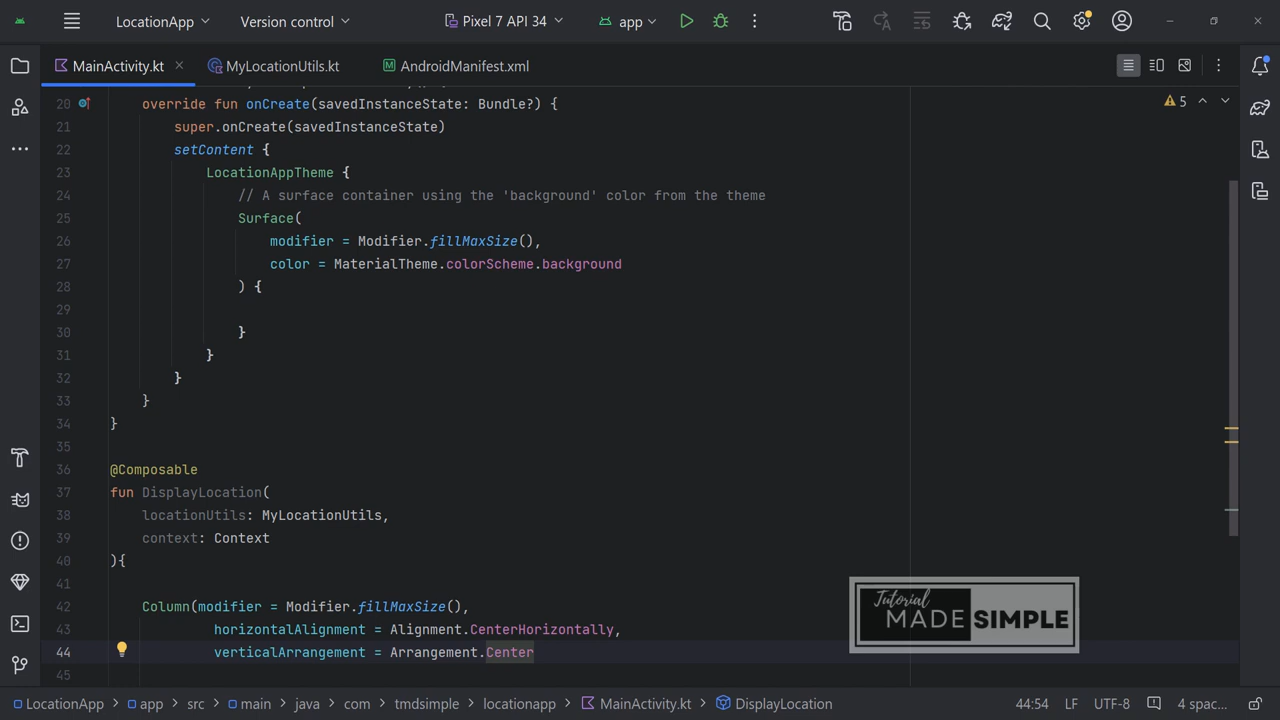 LocationApp Version control Pixel 7 API 34 app
MainActivity.kt MyLocationUtils.kt AndroidManifest.xml
20 override fun onCreate(savedInstanceState: Bundle?) {
5
21 super.onCreate(savedInstanceState)
22 setContent {
23 LocationAppTheme {
24 // A surface container using the 'background' color from the theme
25 Surface(
26 modifier = Modifier.fillMaxSize(),
27 color = MaterialTheme.colorScheme.background
28 ) {
29
30 }
31 }
32 }
33 }
34 }
35
36 @Composable
37 fun DisplayLocation(
38 locationUtils: MyLocationUtils,
39 context: Context
40 ){
41
42 Column(modifier = Modifier.fillMaxSize(),
43 horizontalAlignment = Alignment.CenterHorizontally,
44 verticalArrangement = Arrangement.Center
45
Tutorial
MADE SIMPLE
LocationApp app src main java com tmdsimple locationapp MainActivity.kt DisplayLocation 44:54 LF UTF-8 4 spac...